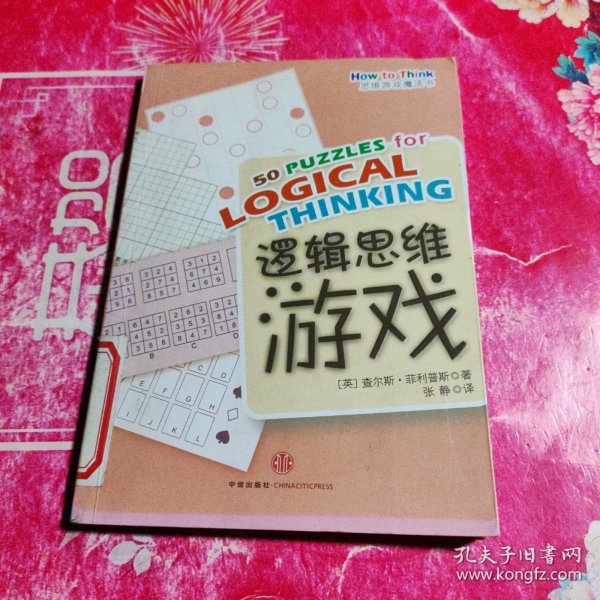 How to Think
思维游戏魔法书
50 PUZZLES for
LOGICAL
THINKING
逻辑思维
游戏
[英] 查尔斯·菲利普斯◎著
张 静◎译
中信出版社·CHINACITICPRESS
孔夫子旧书网
www.kongfz.com